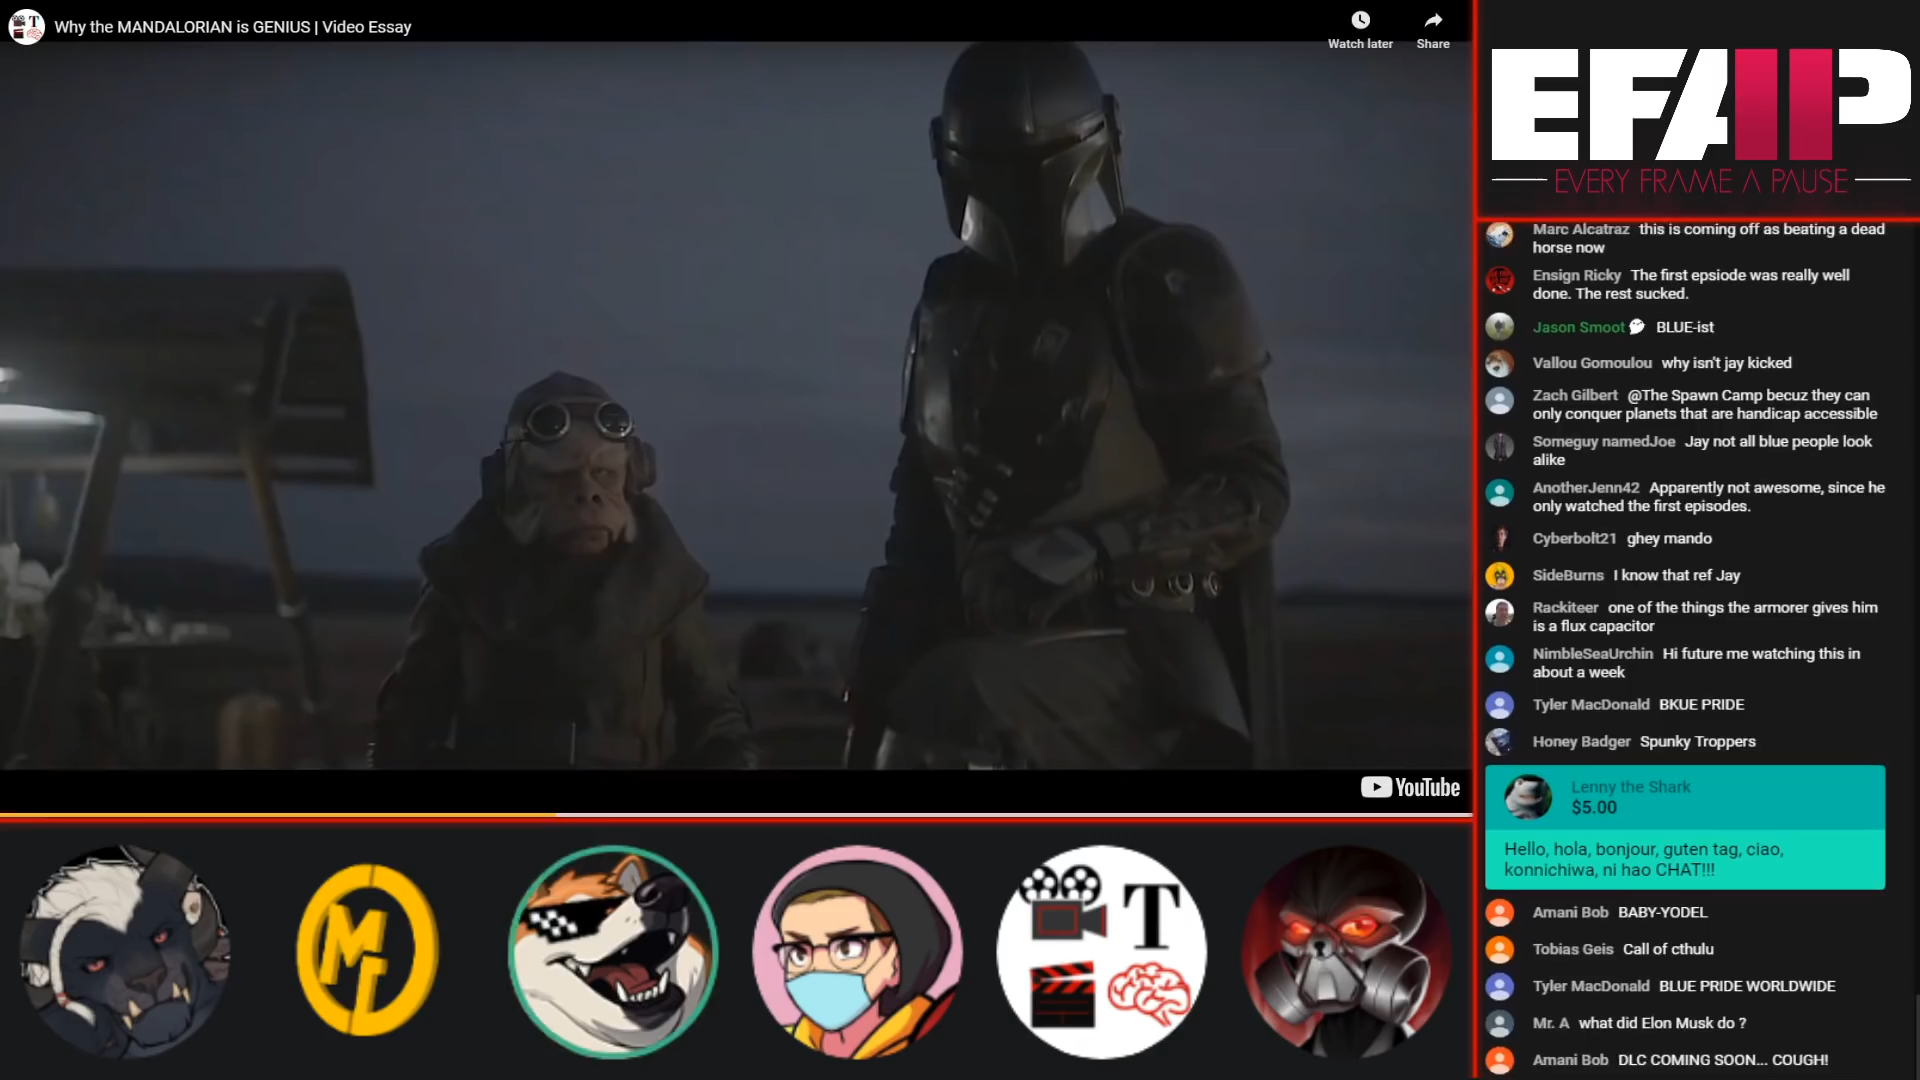 T
Why the MANDALORIAN is GENIUS | Video Essay
Watch later
Share
YouTube
EFAP
EVERY FRAME A PAUSE
Marc Alcatraz this is coming off as beating a dead
horse now
Ensign Ricky The first epsiode was really well
done. The rest sucked.
Jason Smoot BLUE-ist
Vallou Gomoulou why isn't jay kicked
Zach Gilbert @The Spawn Camp becuz they can
only conquer planets that are handicap accessible
Someguy namedJoe Jay not all blue people look
alike
AnotherJenn42 Apparently not awesome, since he
only watched the first episodes.
Cyberbolt21 ghey mando
SideBurns I know that ref Jay
Rackiteer one of the things the armorer gives him
is a flux capacitor
NimbleSeaUrchin Hi future me watching this in
about a week
Tyler MacDonald BKUE PRIDE
Honey Badger Spunky Troppers
Lenny the Shark
$5.00
Hello, hola, bonjour, guten tag, ciao,
konnichiwa, ni hao CHAT!!!
Amani Bob BABY-YODEL
Tobias Geis Call of cthulu
Tyler MacDonald BLUE PRIDE WORLDWIDE
Mr. A what did Elon Musk do ?
Amani Bob DLC COMING SOON... COUGH!
T